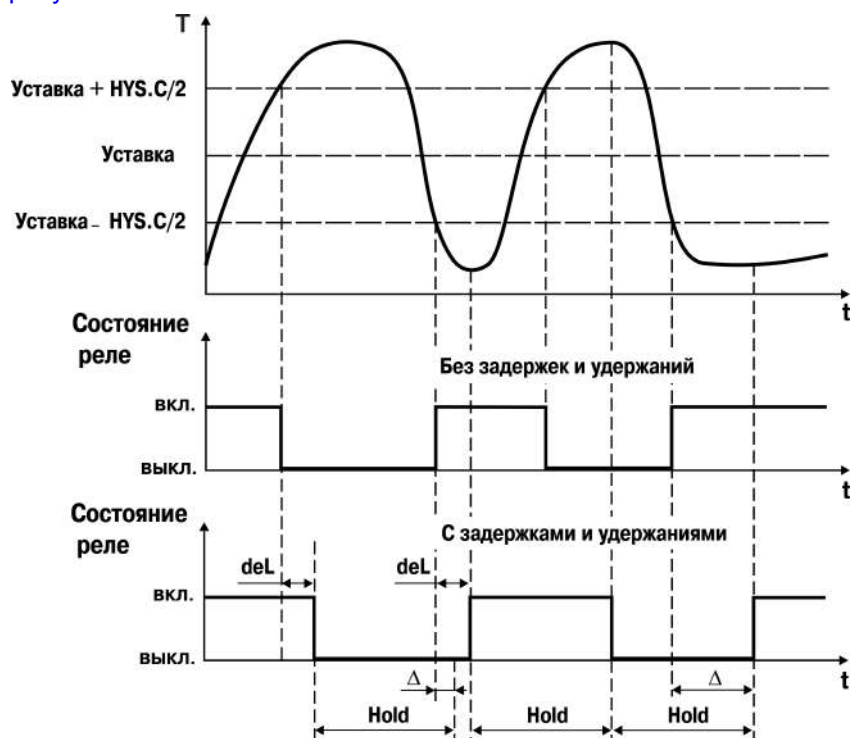 T
Уставка + HYS.C/2
Уставка
Уставка - HYS.C/2
t
Состояние
реле
Без задержек и удержаний
вкл.
выкл.
t
Состояние
реле
С задержками и удержаниями
deL
deL
вкл.
выкл.
t
Δ
Δ
Hold
Hold
Hold